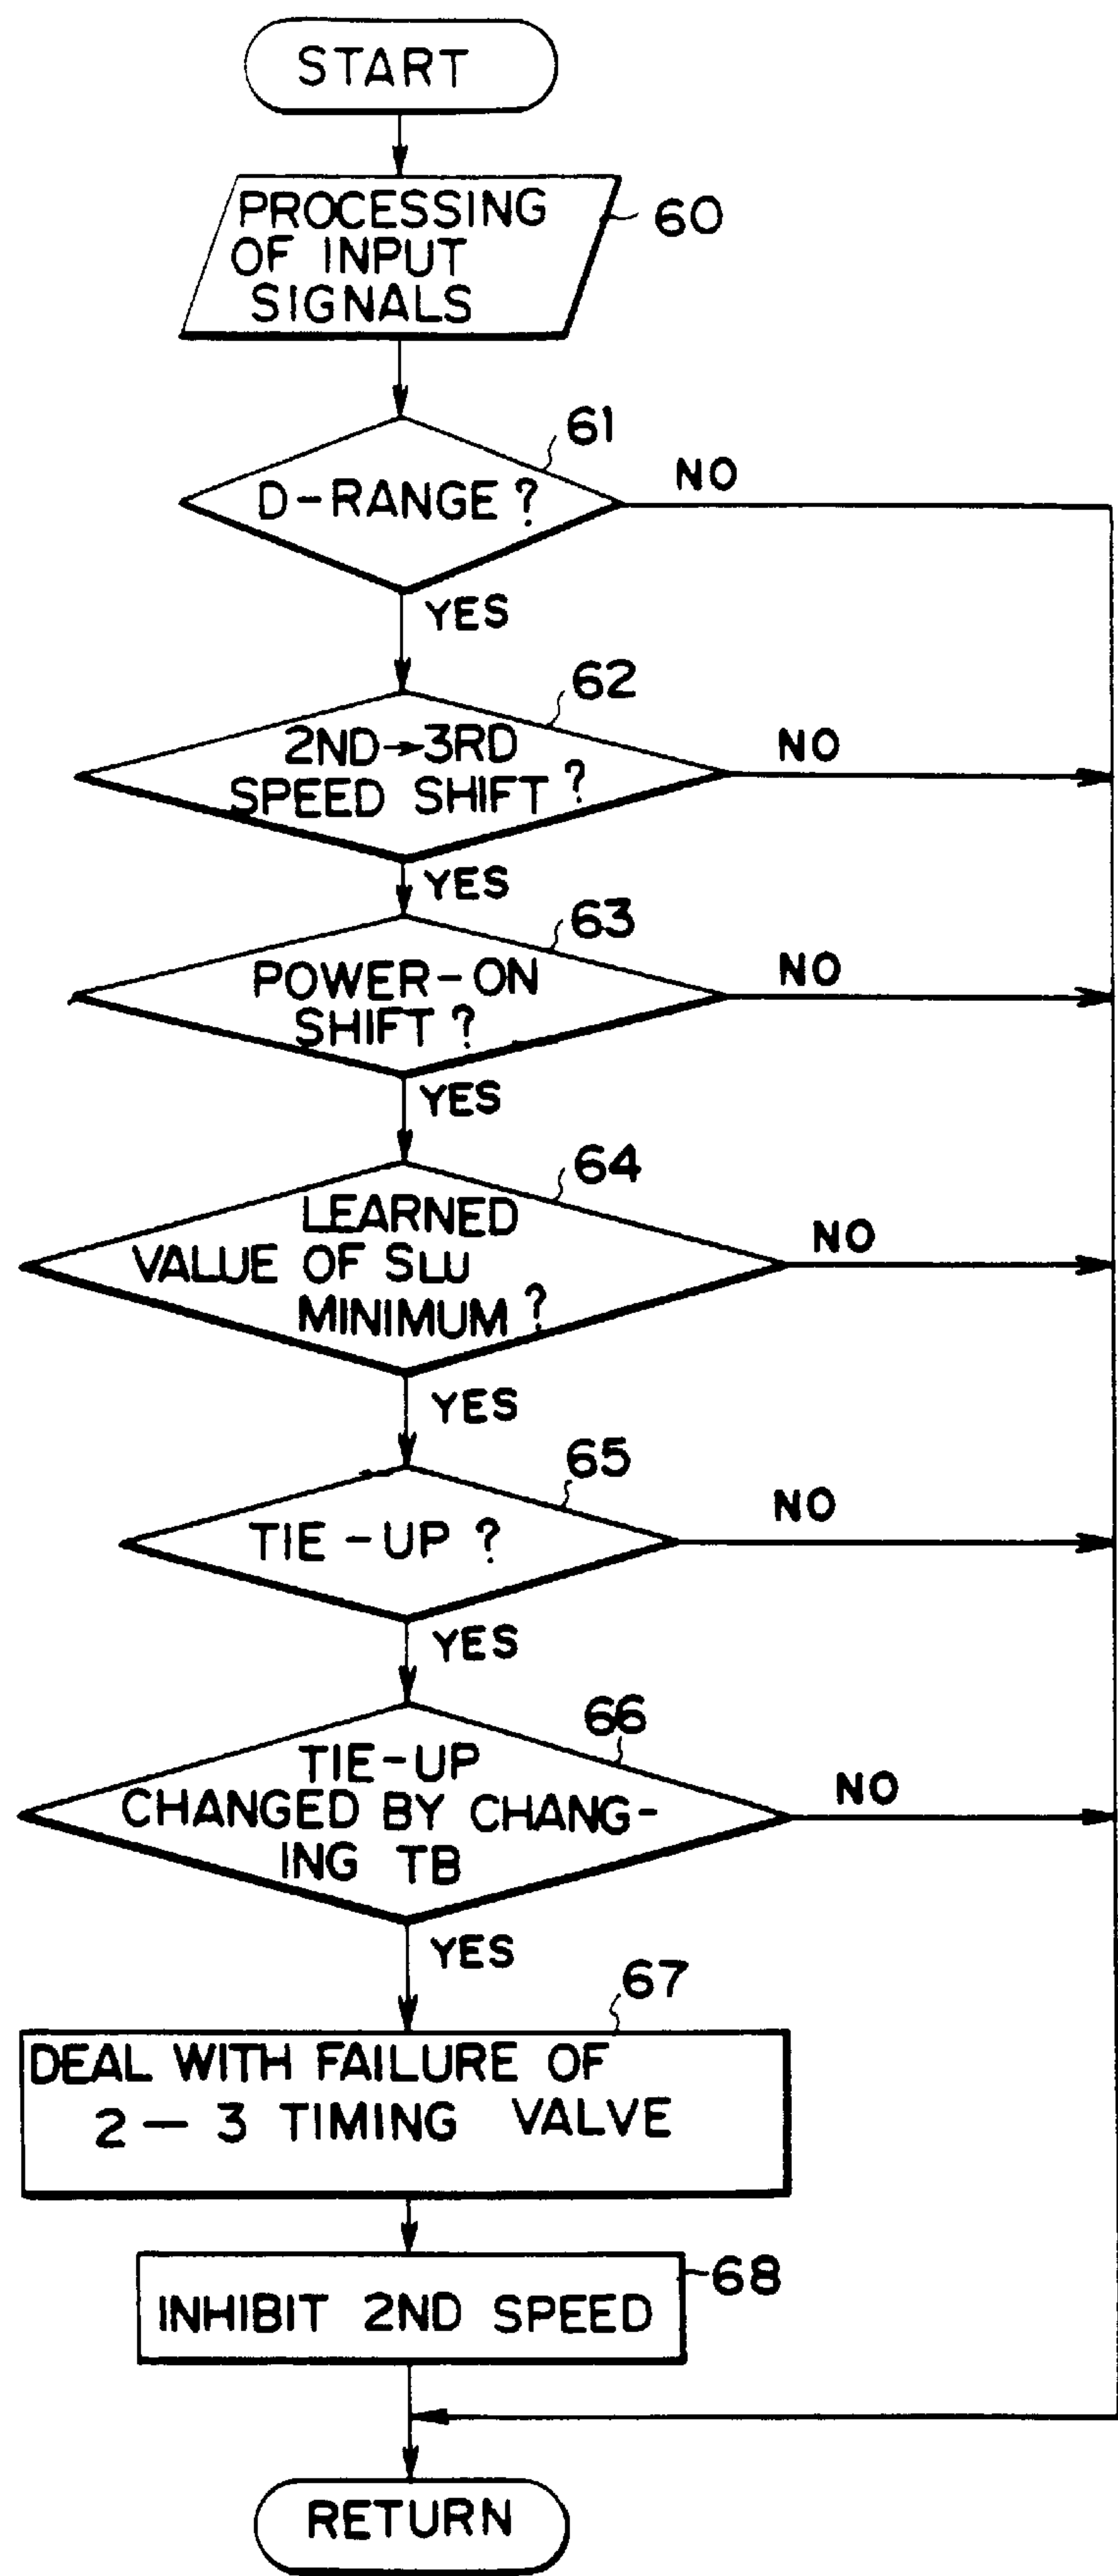 START
PROCESSING
OF INPUT
SIGNALS
60
61
D-RANGE?
NO
YES
62
2ND→3RD
SPEED SHIFT?
NO
YES
63
POWER-ON
SHIFT?
NO
YES
64
LEARNED
VALUE OF SLU
MINIMUM?
NO
YES
65
TIE-UP?
NO
YES
66
TIE-UP
CHANGED BY CHANG-
ING TB
NO
YES
67
DEAL WITH FAILURE OF
2-3 TIMING VALVE
68
INHIBIT 2ND SPEED
RETURN